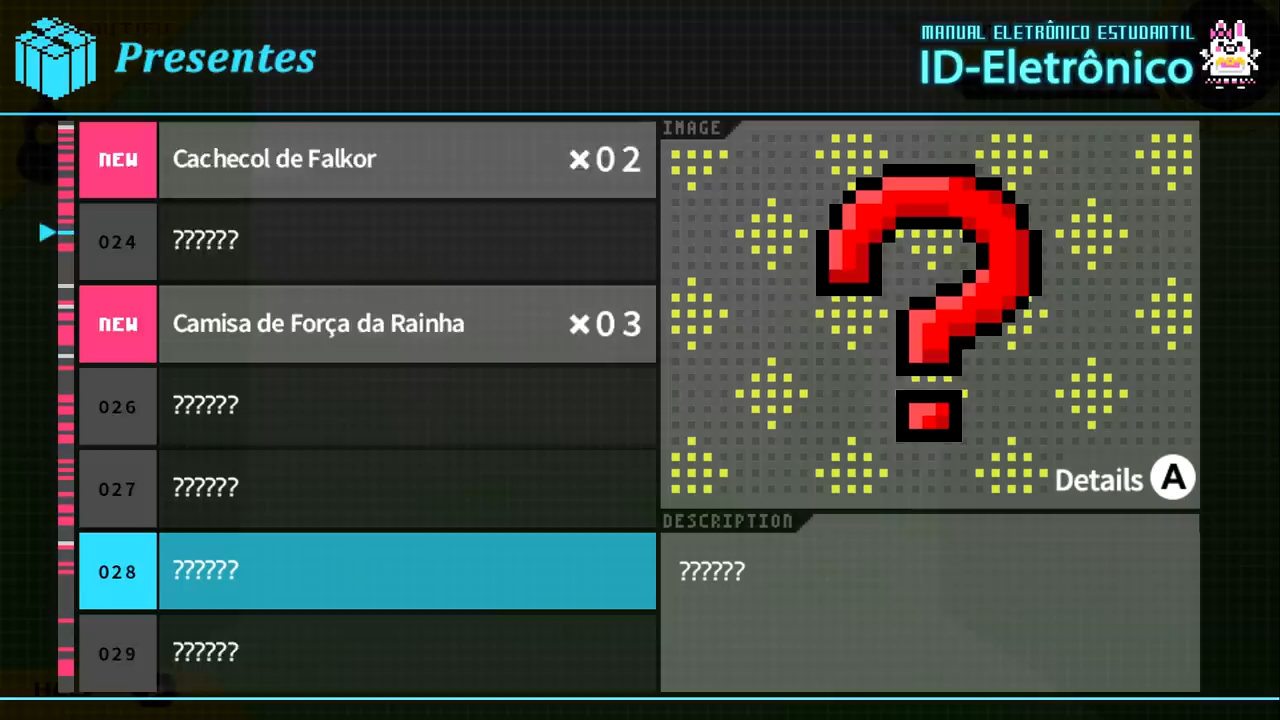 Presentes
MANUAL ELETRÔNICO ESTUDANTIL
ID-Eletrônico
NEW Cachecol de Falkor ×02
024 ??????
NEW Camisa de Força da Rainha ×03
026 ??????
027 ??????
028 ??????
029 ??????
IMAGE
Details A
DESCRIPTION
??????